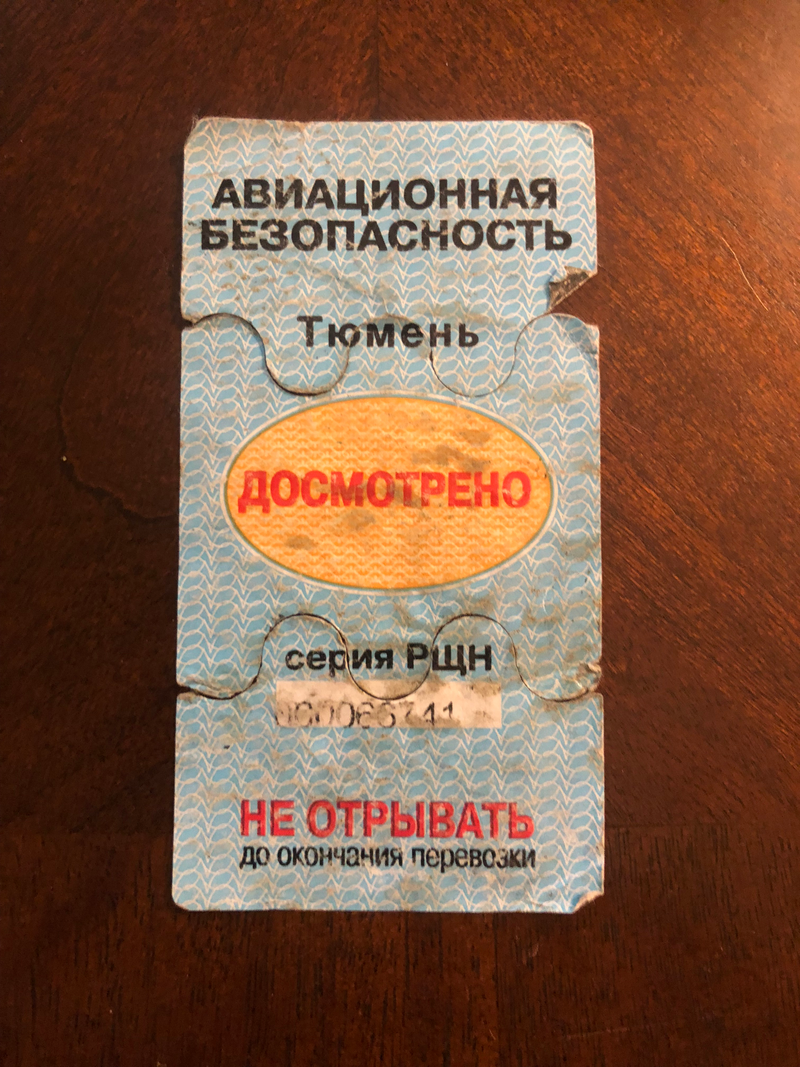 АВИАЦИОННАЯ
БЕЗОПАСНОСТЬ
Тюмень
ДОСМОТРЕНО
серия РЩН
НЕ ОТРЫВАТЬ
до окончания перевозки